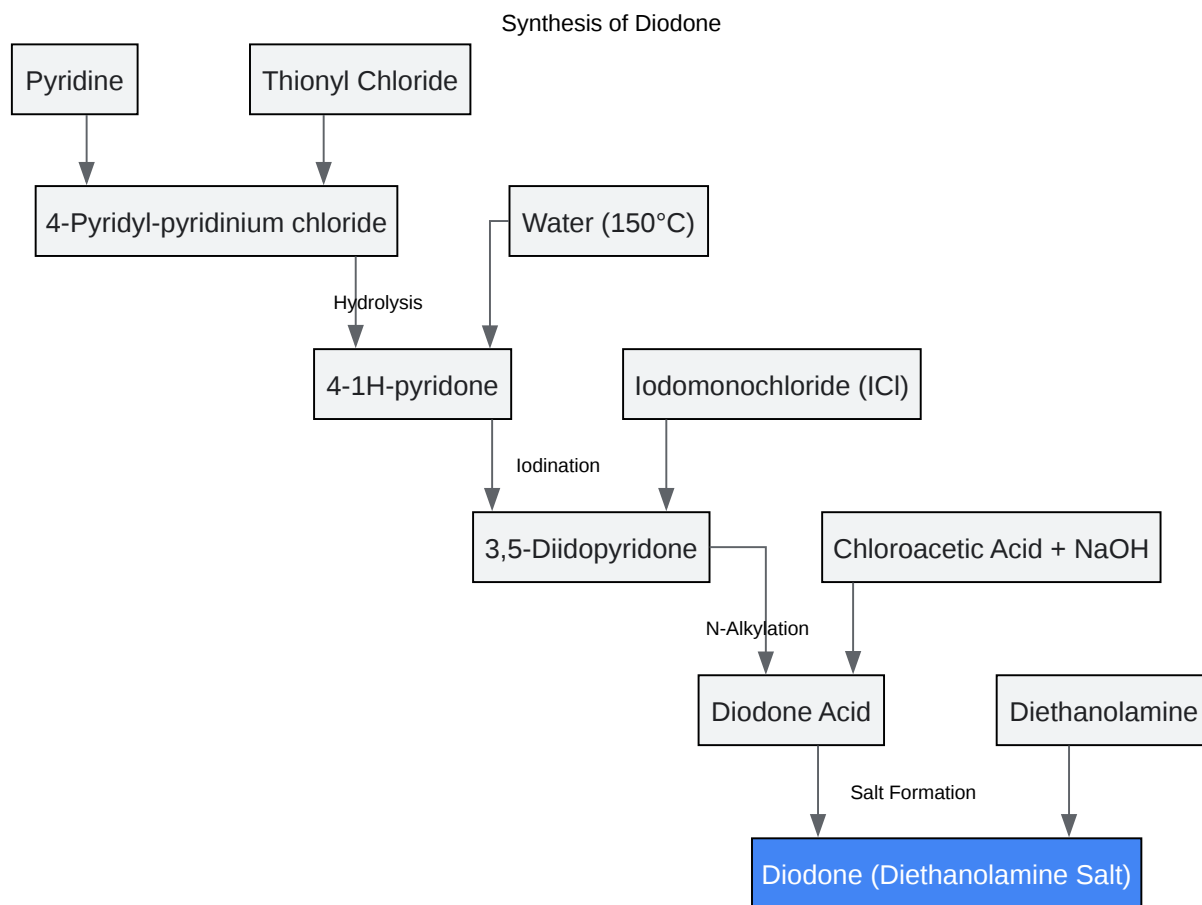 Synthesis of Diodone
Pyridine
Thionyl Chloride
4-Pyridyl-pyridinium chloride
Water (150°C)
Hydrolysis
4-1H-pyridone
Iodomonochloride (ICl)
Iodination
3,5-Diidopyridone
Chloroacetic Acid + NaOH
N-Alkylation
Diodone Acid
Diethanolamine
Salt Formation
Diodone (Diethanolamine Salt)